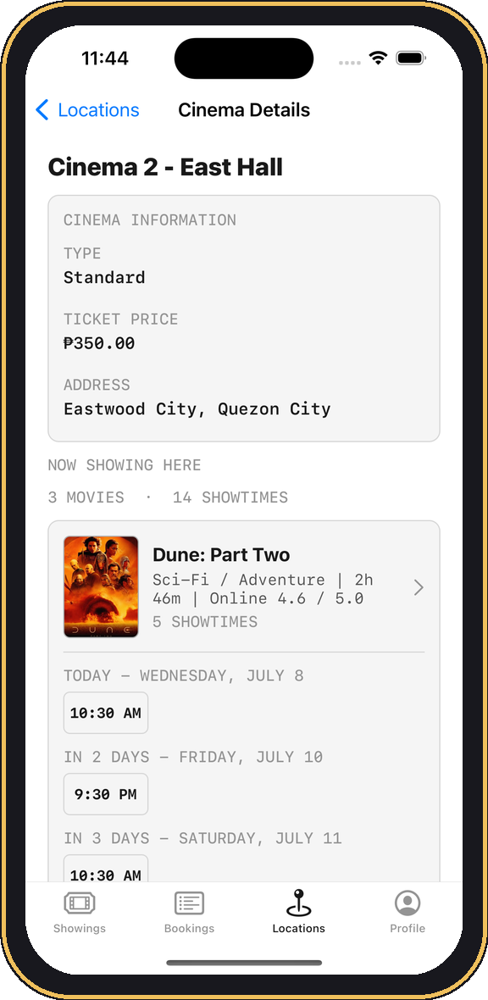 11:44
Locations
Cinema Details
Cinema 2 - East Hall
CINEMA INFORMATION
TYPE
Standard
TICKET PRICE
₱350.00
ADDRESS
Eastwood City, Quezon City
NOW SHOWING HERE
3 MOVIES · 14 SHOWTIMES
Dune: Part Two
Sci-Fi / Adventure | 2h
46m | Online 4.6 / 5.0
5 SHOWTIMES
DUNE
TODAY – WEDNESDAY, JULY 8
10:30 AM
IN 2 DAYS – FRIDAY, JULY 10
9:30 PM
IN 3 DAYS – SATURDAY, JULY 11
10:30 AM
Showings
Bookings
Locations
Profile